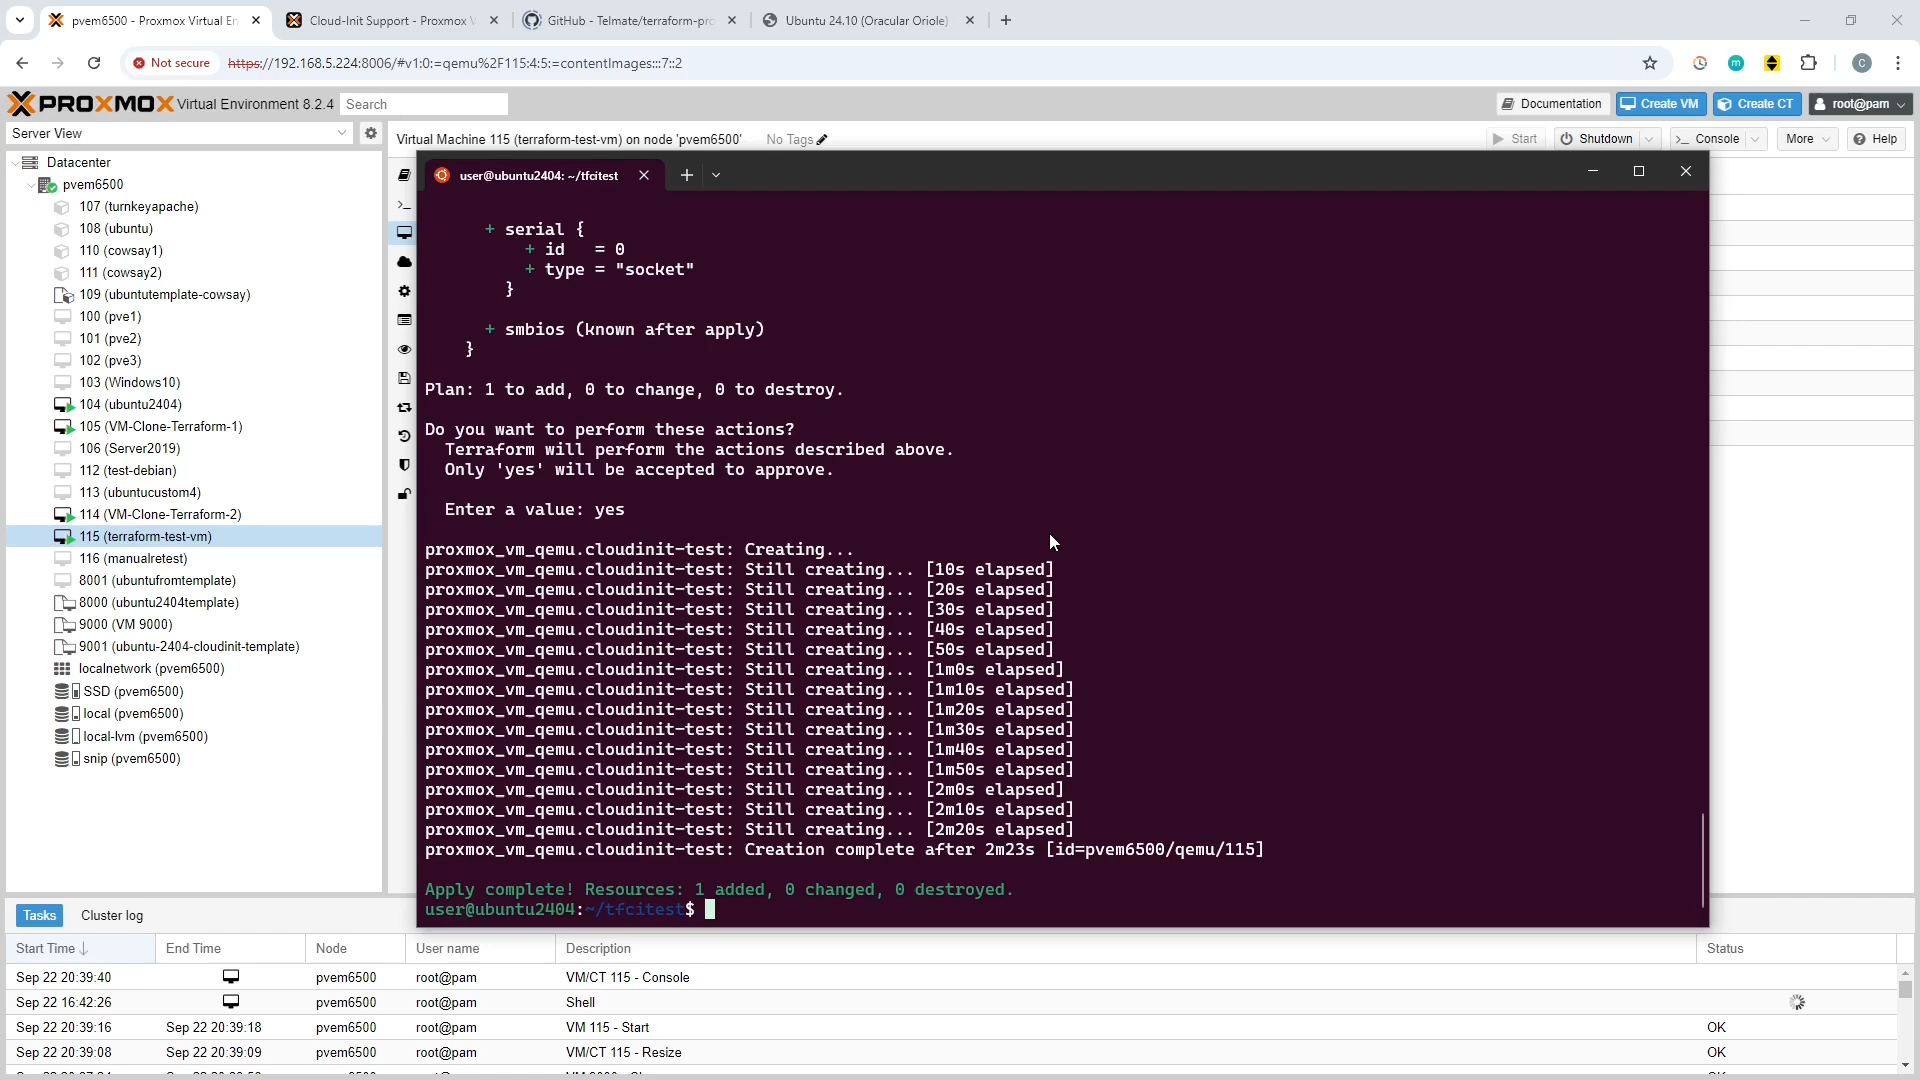 pvem6500 - Proxmox Virtual En
Cloud-Init Support - Proxmox V
GitHub - Telmate/terraform-pro
Ubuntu 24.10 (Oracular Oriole)
Not secure
https://192.168.5.224:8006/#v1:0:=qemu%2F115:4:5:=contentImages:::7::2
C
PROXMOX Virtual Environment 8.2.4
Search
Documentation
Create VM
Create CT
root@pam
Server View
Virtual Machine 115 (terraform-test-vm) on node 'pvem6500'
No Tags
Start
Shutdown
Console
More
Help
Datacenter
pvem6500
107 (turnkeyapache)
108 (ubuntu)
110 (cowsay1)
111 (cowsay2)
109 (ubuntutemplate-cowsay)
100 (pve1)
101 (pve2)
102 (pve3)
103 (Windows10)
104 (ubuntu2404)
105 (VM-Clone-Terraform-1)
106 (Server2019)
112 (test-debian)
113 (ubuntucustom4)
114 (VM-Clone-Terraform-2)
115 (terraform-test-vm)
116 (manualretest)
8001 (ubuntufromtemplate)
8000 (ubuntu2404template)
9000 (VM 9000)
9001 (ubuntu-2404-cloudinit-template)
localnetwork (pvem6500)
SSD (pvem6500)
local (pvem6500)
local-lvm (pvem6500)
snip (pvem6500)
user@ubuntu2404: ~/tfcitest
+ serial {
+ id   = 0
+ type = "socket"
}
+ smbios (known after apply)
}
Plan: 1 to add, 0 to change, 0 to destroy.
Do you want to perform these actions?
Terraform will perform the actions described above.
Only 'yes' will be accepted to approve.
Enter a value: yes
proxmox_vm_qemu.cloudinit-test: Creating...
proxmox_vm_qemu.cloudinit-test: Still creating... [10s elapsed]
proxmox_vm_qemu.cloudinit-test: Still creating... [20s elapsed]
proxmox_vm_qemu.cloudinit-test: Still creating... [30s elapsed]
proxmox_vm_qemu.cloudinit-test: Still creating... [40s elapsed]
proxmox_vm_qemu.cloudinit-test: Still creating... [50s elapsed]
proxmox_vm_qemu.cloudinit-test: Still creating... [1m0s elapsed]
proxmox_vm_qemu.cloudinit-test: Still creating... [1m10s elapsed]
proxmox_vm_qemu.cloudinit-test: Still creating... [1m20s elapsed]
proxmox_vm_qemu.cloudinit-test: Still creating... [1m30s elapsed]
proxmox_vm_qemu.cloudinit-test: Still creating... [1m40s elapsed]
proxmox_vm_qemu.cloudinit-test: Still creating... [1m50s elapsed]
proxmox_vm_qemu.cloudinit-test: Still creating... [2m0s elapsed]
proxmox_vm_qemu.cloudinit-test: Still creating... [2m10s elapsed]
proxmox_vm_qemu.cloudinit-test: Still creating... [2m20s elapsed]
proxmox_vm_qemu.cloudinit-test: Creation complete after 2m23s [id=pvem6500/qemu/115]
Apply complete! Resources: 1 added, 0 changed, 0 destroyed.
user@ubuntu2404:~/tfcitest$
Tasks
Cluster log
Start Time
End Time
Node
User name
Description
Status
Sep 22 20:39:40 pvem6500 root@pam VM/CT 115 - Console
Sep 22 16:42:26 pvem6500 root@pam Shell
Sep 22 20:39:16 Sep 22 20:39:18 pvem6500 root@pam VM 115 - Start OK
Sep 22 20:39:08 Sep 22 20:39:09 pvem6500 root@pam VM/CT 115 - Resize OK